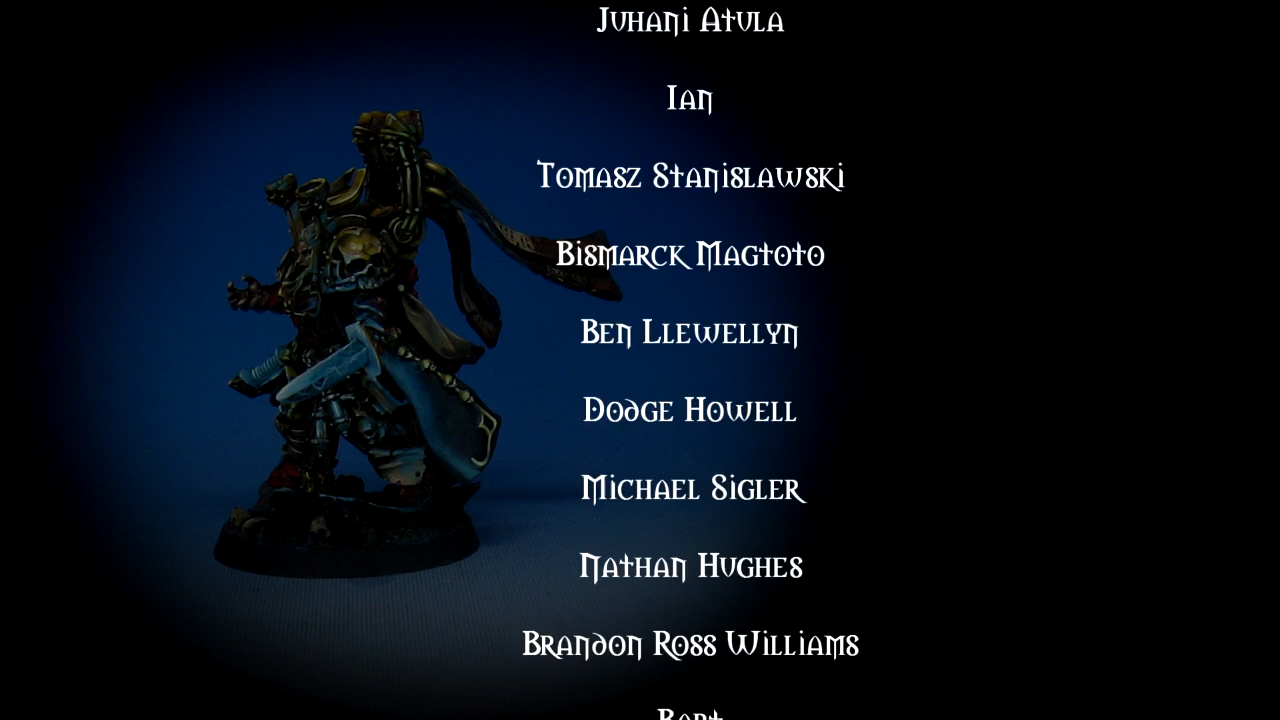 Juhani Atula
Ian
Tomasz Stanislawski
Bismarck Magtoto
Ben Llewellyn
Dodge Howell
Michael Sigler
Nathan Hughes
Brandon Ross Williams